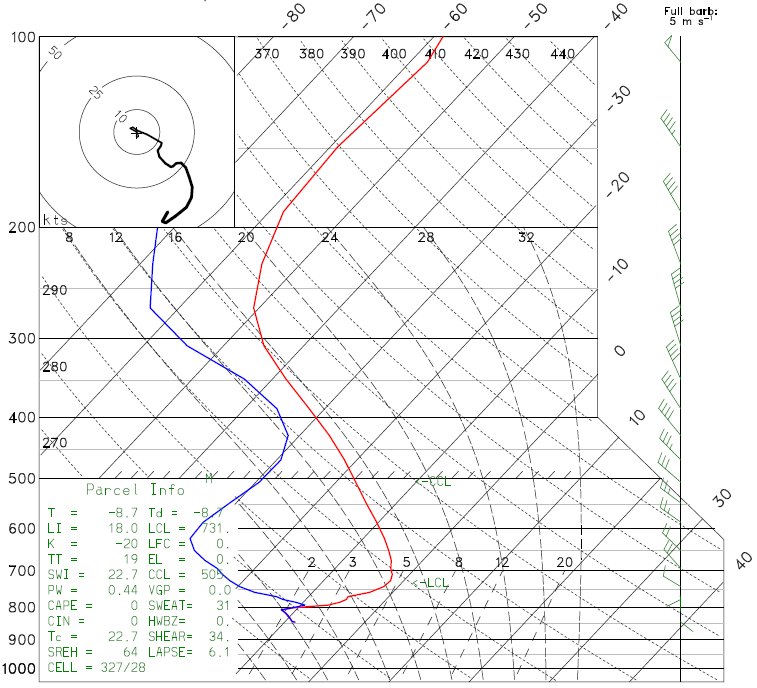 -80 -70 -60 -50 -40
Full barb:
5 m s⁻¹
100
50
25
10
kts
370 380 390 400 410 420 430 440
-30
-20
200
8 12 16 20 24 28 32
-10
290
300
0
280
400
10
270
M
500
<-CCL
30
Parcel Info
T = -8.7 Td = -8.7
LI = 18.0 LCL = 731.
600
K = -20 LFC = 0.
TT = 19 EL = 0.
2 3 5 8 12 20
40
700
SWI = 22.7 CCL = 505
<-LCL
PW = 0.44 VGP = 0.0
800
CAPE = 0 SWEAT= 31
CIN = 0 HWBZ= 0.
900
Tc = 22.7 SHEAR= 34.
SREH = 64 LAPSE= 6.1
1000
CELL = 327/28